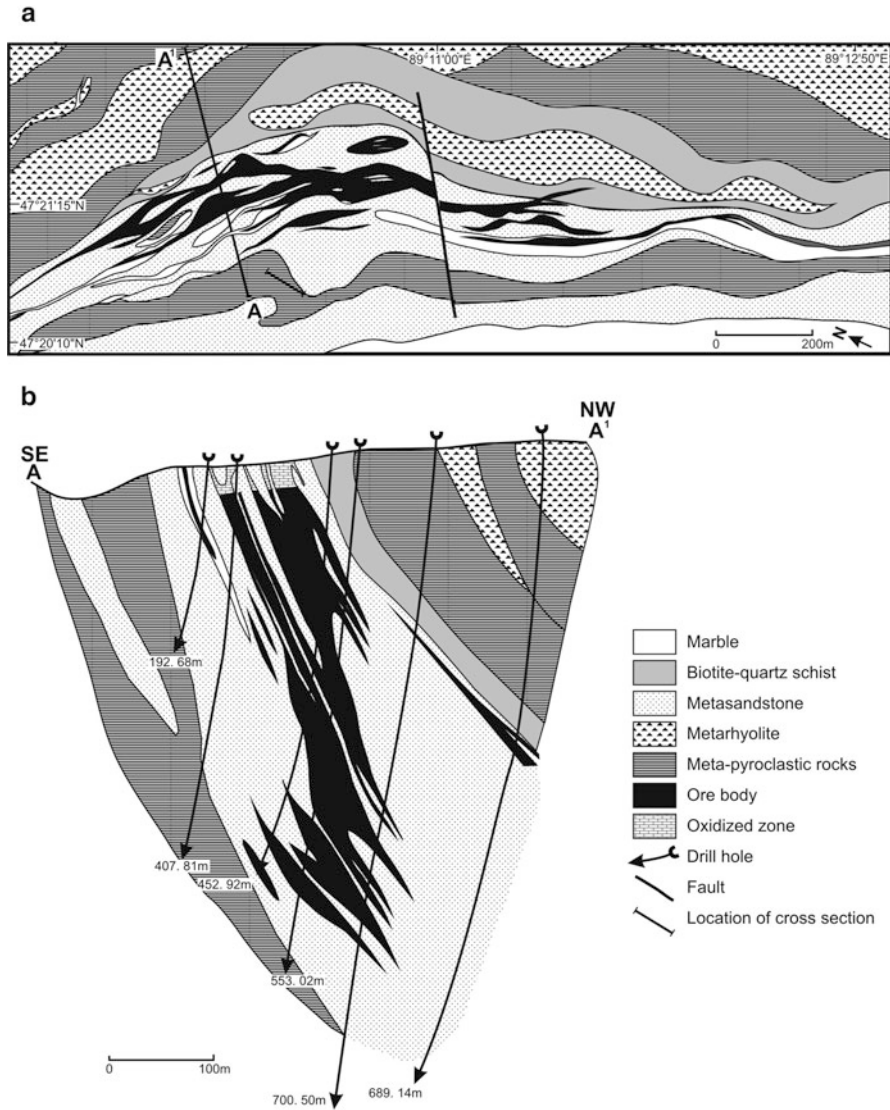 a
A¹
89°11'00"E
89°12'50"E
47°21'15"N
A
47°20'10"N
0 200m
N
b
SE
A
NW
A¹
192. 68m
407. 81m
452. 92m
553. 02m
700. 50m
689. 14m
0 100m
Marble
Biotite-quartz schist
Metasandstone
Metarhyolite
Meta-pyroclastic rocks
Ore body
Oxidized zone
Drill hole
Fault
Location of cross section